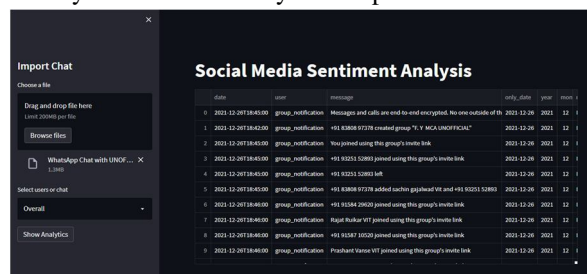 Import Chat
Choose a file
Drag and drop file here
Limit 200MB per file
Browse files
WhatsApp Chat with UNOF...
1.3MB
Select users or chat
Overall
Show Analytics
Social Media Sentiment Analysis
date user message only_date year mon
0 2021-12-26T18:45:00 group_notification Messages and calls are end-to-end encrypted. No one outside of th 2021-12-26 2021 12
1 2021-12-26T18:42:00 group_notification +91 83808 97378 created group "F. Y MCA UNOFFICIAL" 2021-12-26 2021 12
2 2021-12-26T18:45:00 group_notification You joined using this group's invite link 2021-12-26 2021 12
3 2021-12-26T18:45:00 group_notification +91 93251 52893 joined using this group's invite link 2021-12-26 2021 12
4 2021-12-26T18:45:00 group_notification +91 93251 52893 left 2021-12-26 2021 12
5 2021-12-26T18:45:00 group_notification +91 83808 97378 added sachin gajalwad Vit and +91 93251 52893 2021-12-26 2021 12
6 2021-12-26T18:46:00 group_notification +91 91584 29620 joined using this group's invite link 2021-12-26 2021 12
7 2021-12-26T18:46:00 group_notification Rajat Ruikar VIT joined using this group's invite link 2021-12-26 2021 12
8 2021-12-26T18:46:00 group_notification +91 91587 10520 joined using this group's invite link 2021-12-26 2021 12
9 2021-12-26T18:46:00 group_notification Prashant Vanse VIT joined using this group's invite link 2021-12-26 2021 12